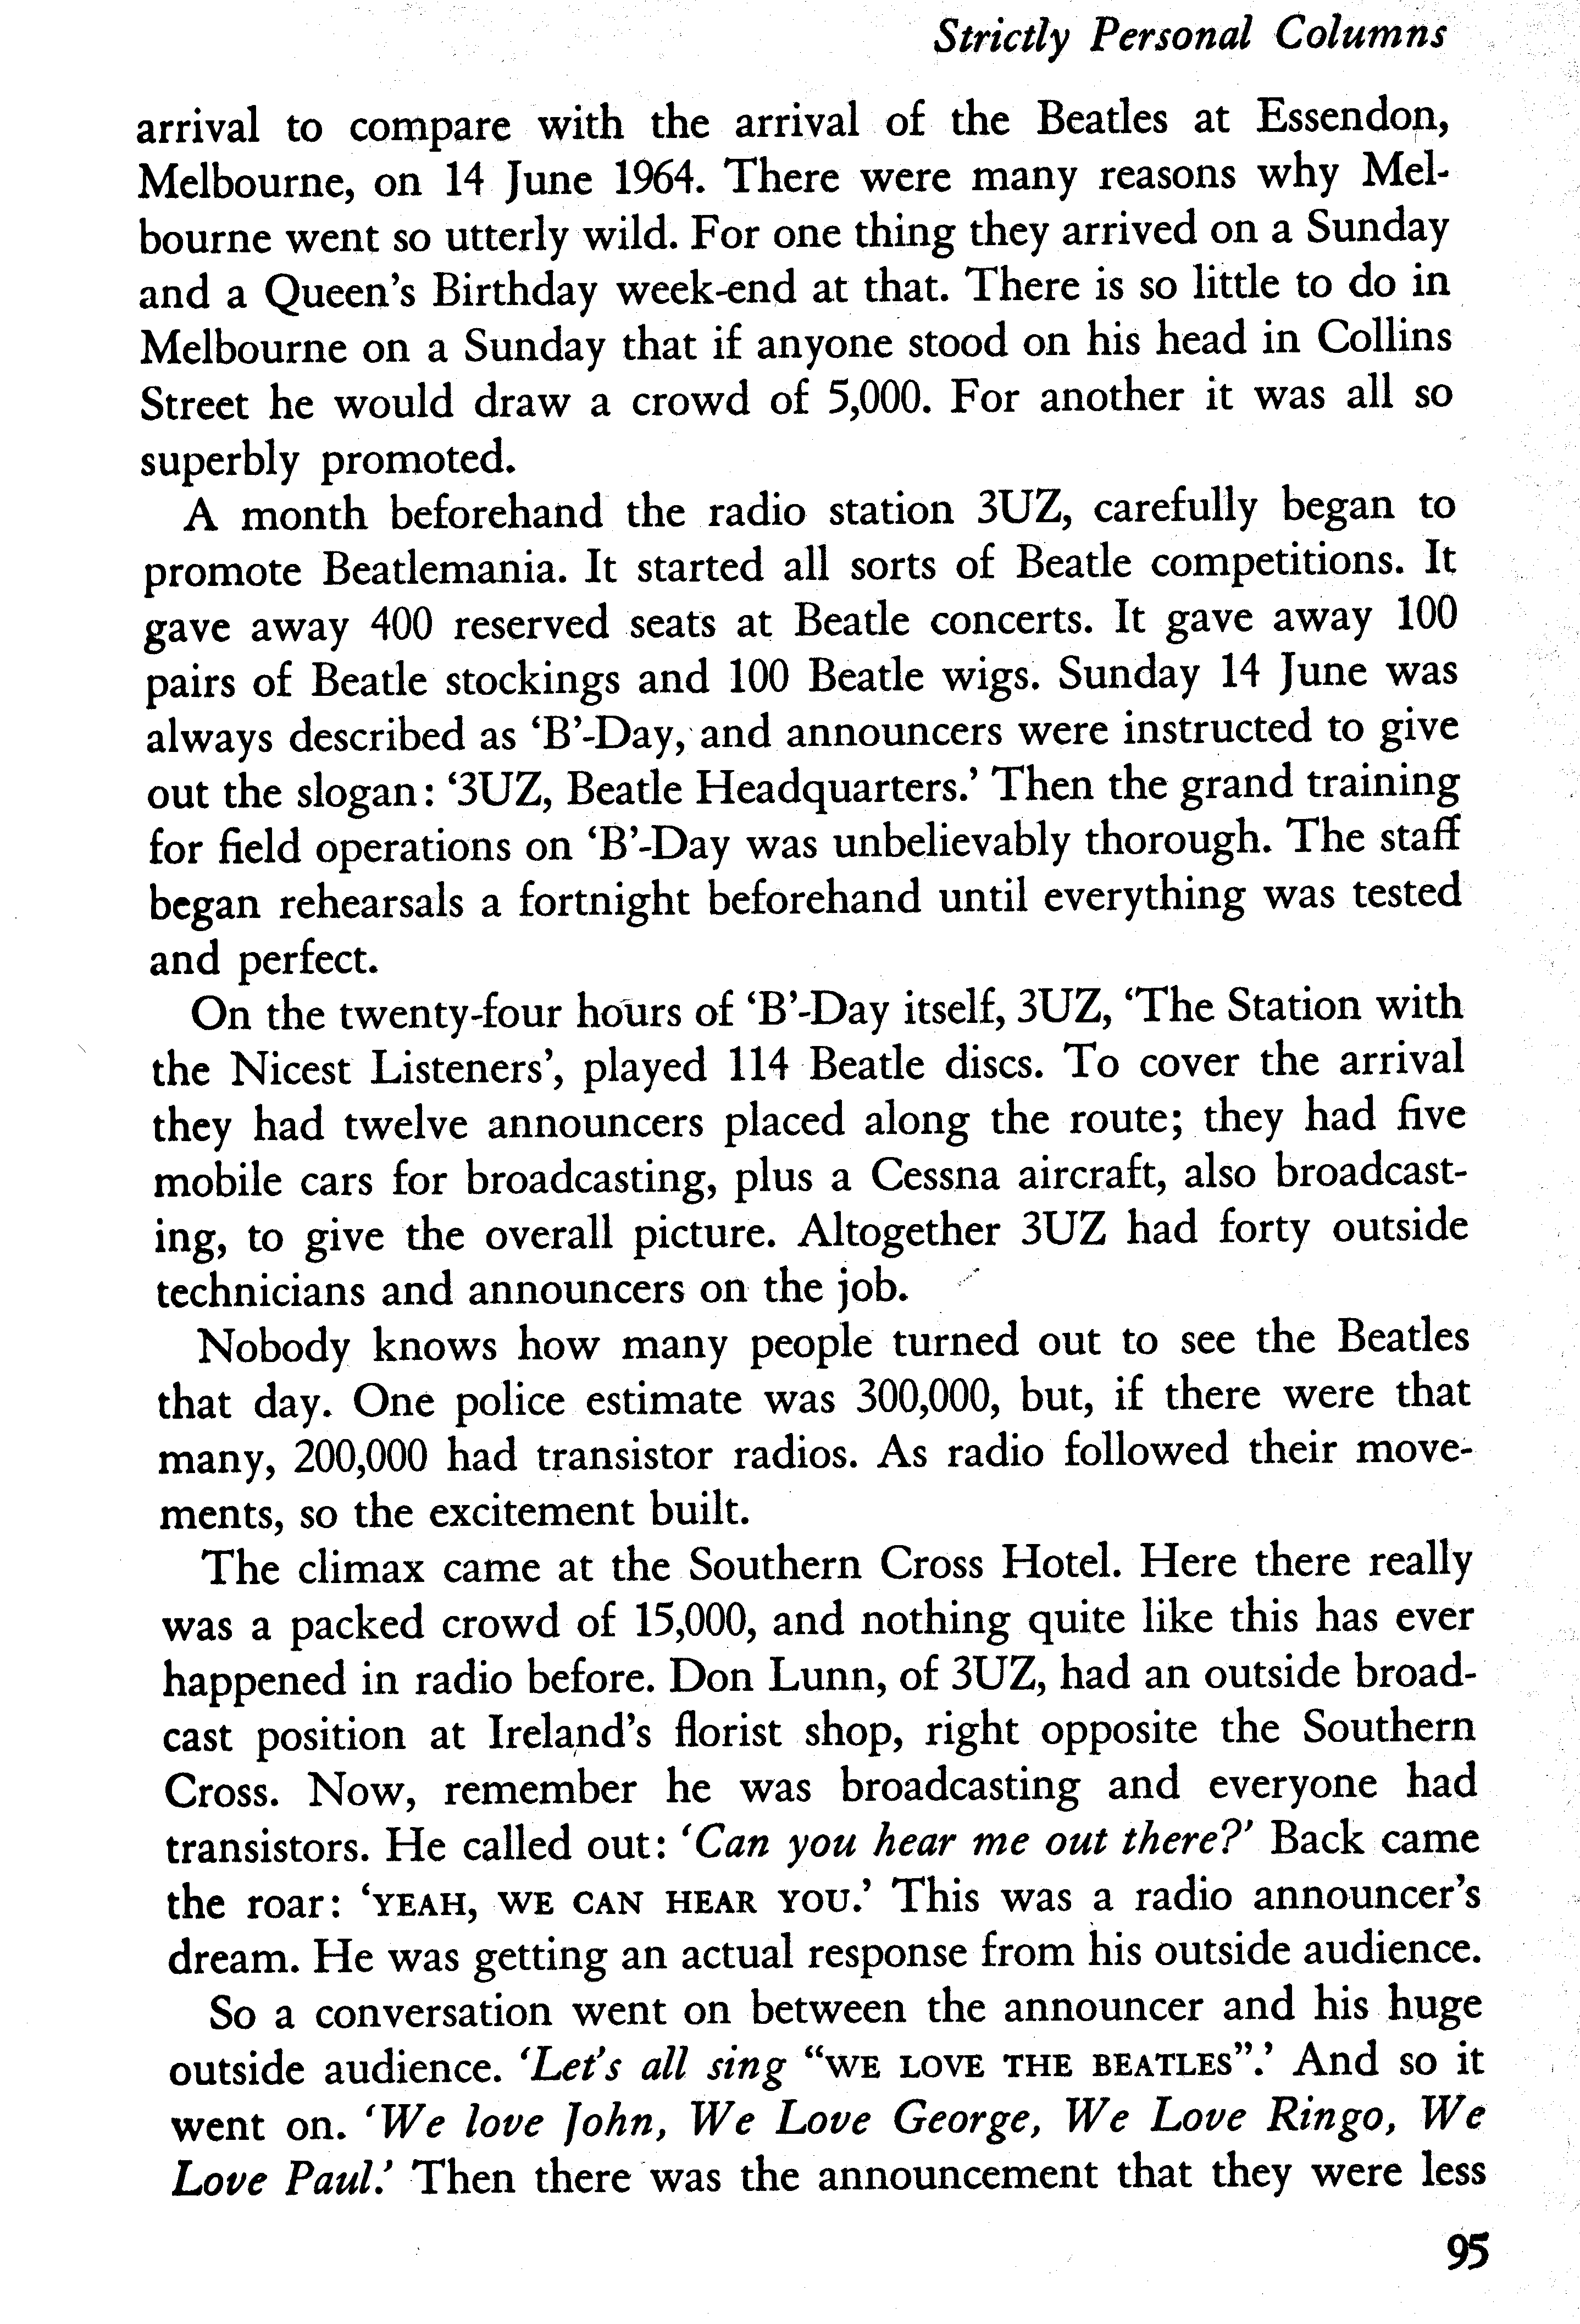 Strictly Personal Columns
arrival to compare with the arrival of the Beatles at Essendon,
Melbourne, on 14 June 1964. There were many reasons why Mel-
bourne went so utterly wild. For one thing they arrived on a Sunday
and a Queen's Birthday week-end at that. There is so little to do in
Melbourne on a Sunday that if anyone stood on his head in Collins
Street he would draw a crowd of 5,000. For another it was all so
superbly promoted.
A month beforehand the radio station 3UZ, carefully began to
promote Beatlemania. It started all sorts of Beatle competitions. It
gave away 400 reserved seats at Beatle concerts. It gave away 100
pairs of Beatle stockings and 100 Beatle wigs. Sunday 14 June was
always described as ‘B’-Day, and announcers were instructed to give
out the slogan: ‘3UZ, Beatle Headquarters.’ Then the grand training
for field operations on ‘B’-Day was unbelievably thorough. The staff
began rehearsals a fortnight beforehand until everything was tested
and perfect.
On the twenty-four hours of ‘B’-Day itself, 3UZ, ‘The Station with
the Nicest Listeners’, played 114 Beatle discs. To cover the arrival
they had twelve announcers placed along the route; they had five
mobile cars for broadcasting, plus a Cessna aircraft, also broadcast-
ing, to give the overall picture. Altogether 3UZ had forty outside
technicians and announcers on the job.
Nobody knows how many people turned out to see the Beatles
that day. One police estimate was 300,000, but, if there were that
many, 200,000 had transistor radios. As radio followed their move-
ments, so the excitement built.
The climax came at the Southern Cross Hotel. Here there really
was a packed crowd of 15,000, and nothing quite like this has ever
happened in radio before. Don Lunn, of 3UZ, had an outside broad-
cast position at Ireland's florist shop, right opposite the Southern
Cross. Now, remember he was broadcasting and everyone had
transistors. He called out: ‘Can you hear me out there?’ Back came
the roar: ‘YEAH, WE CAN HEAR YOU.’ This was a radio announcer's
dream. He was getting an actual response from his outside audience.
So a conversation went on between the announcer and his huge
outside audience. ‘Let's all sing “WE LOVE THE BEATLES”.’ And so it
went on. ‘We love John, We Love George, We Love Ringo, We
Love Paul.’ Then there was the announcement that they were less
95